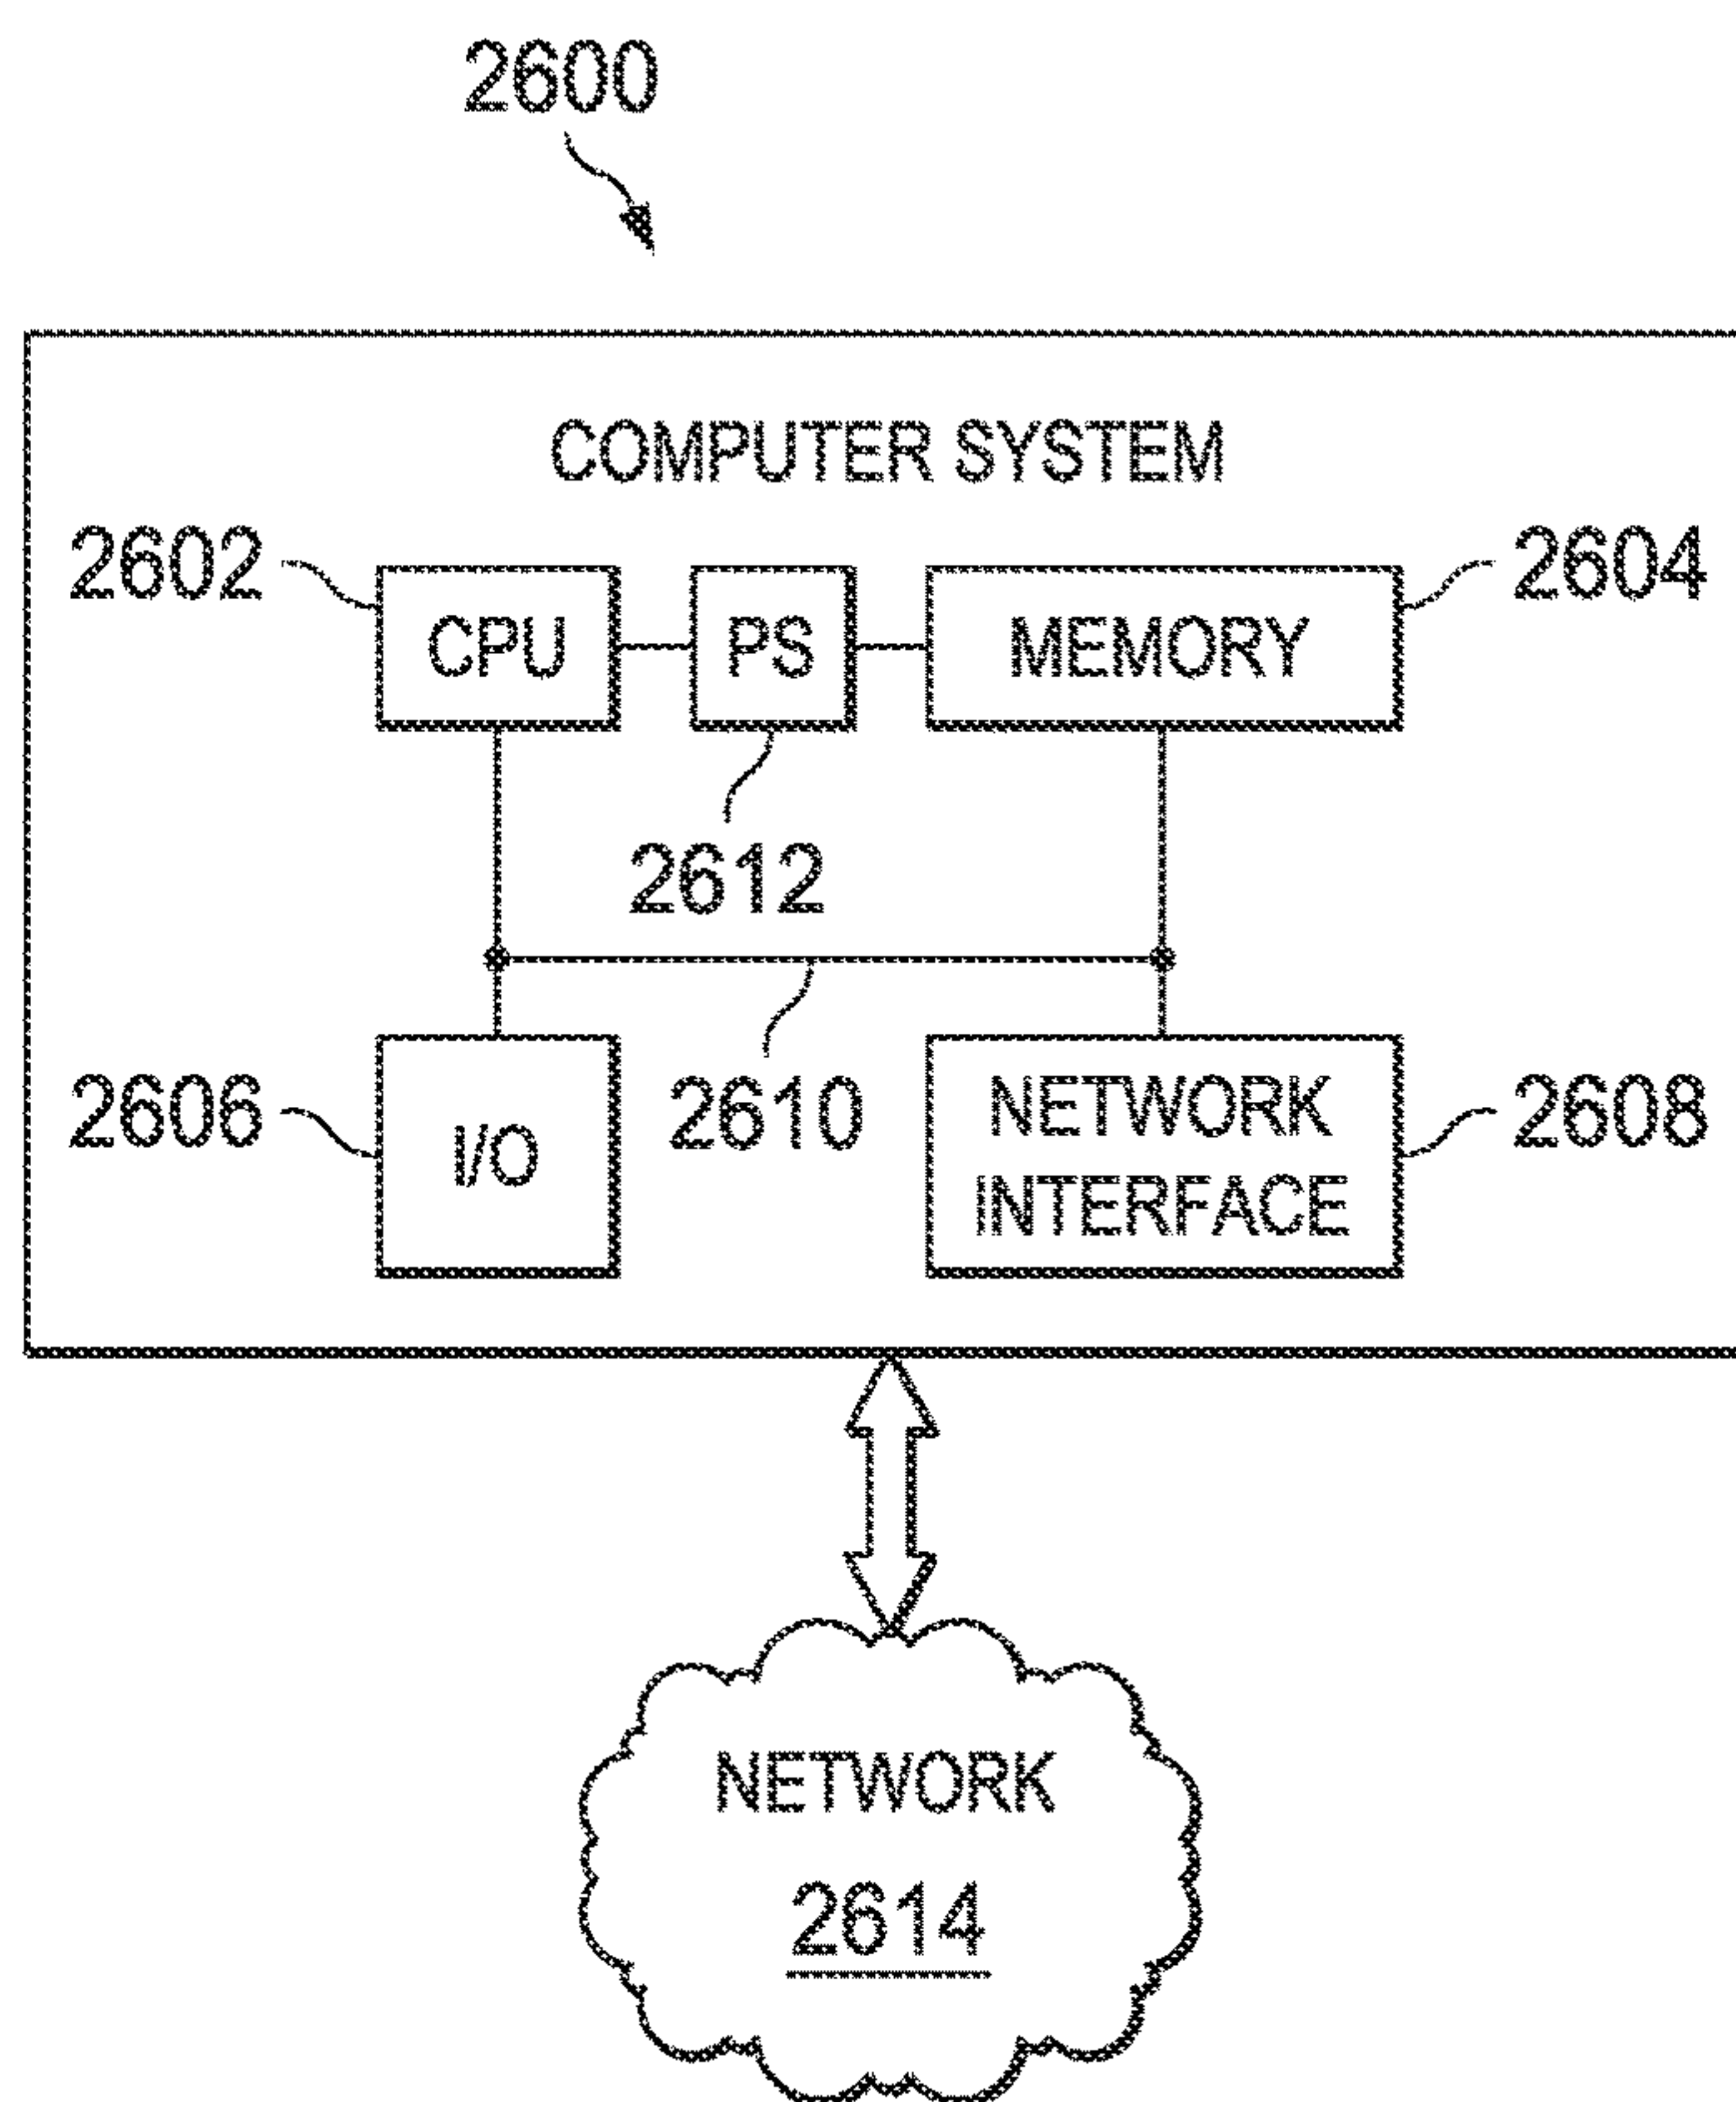 2600
COMPUTER SYSTEM
2602
CPU
PS
MEMORY
2604
2612
2606
I/O
2610
NETWORK
INTERFACE
2608
NETWORK
2614